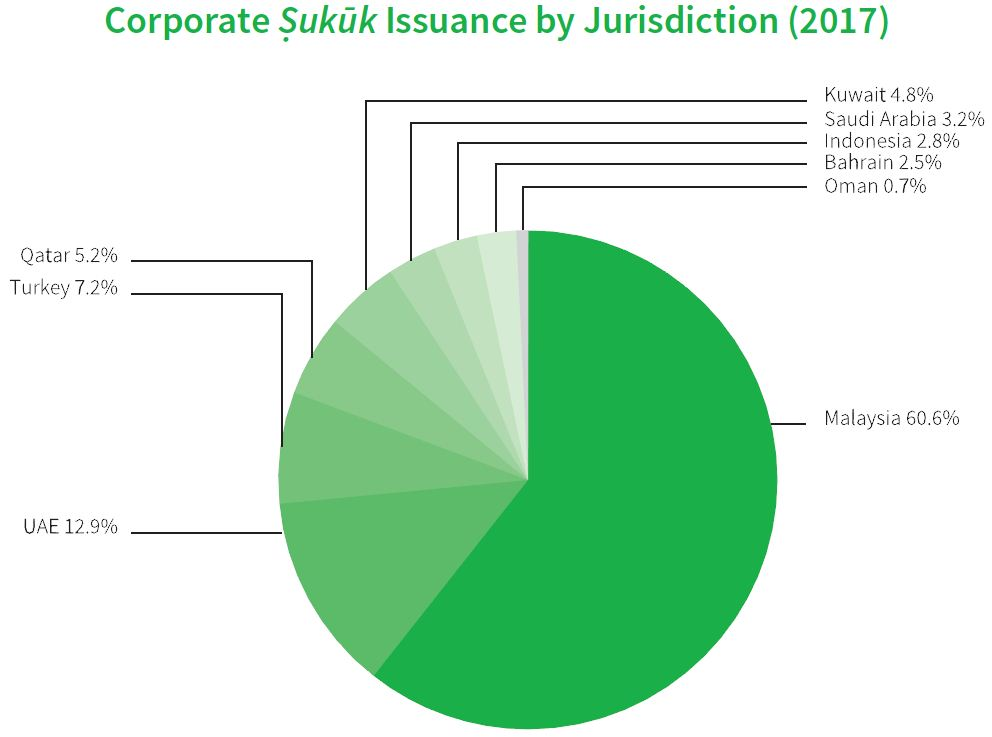 Corporate Ṣukūk Issuance by Jurisdiction (2017)
Kuwait 4.8%
Saudi Arabia 3.2%
Indonesia 2.8%
Bahrain 2.5%
Oman 0.7%
Qatar 5.2%
Turkey 7.2%
Malaysia 60.6%
UAE 12.9%